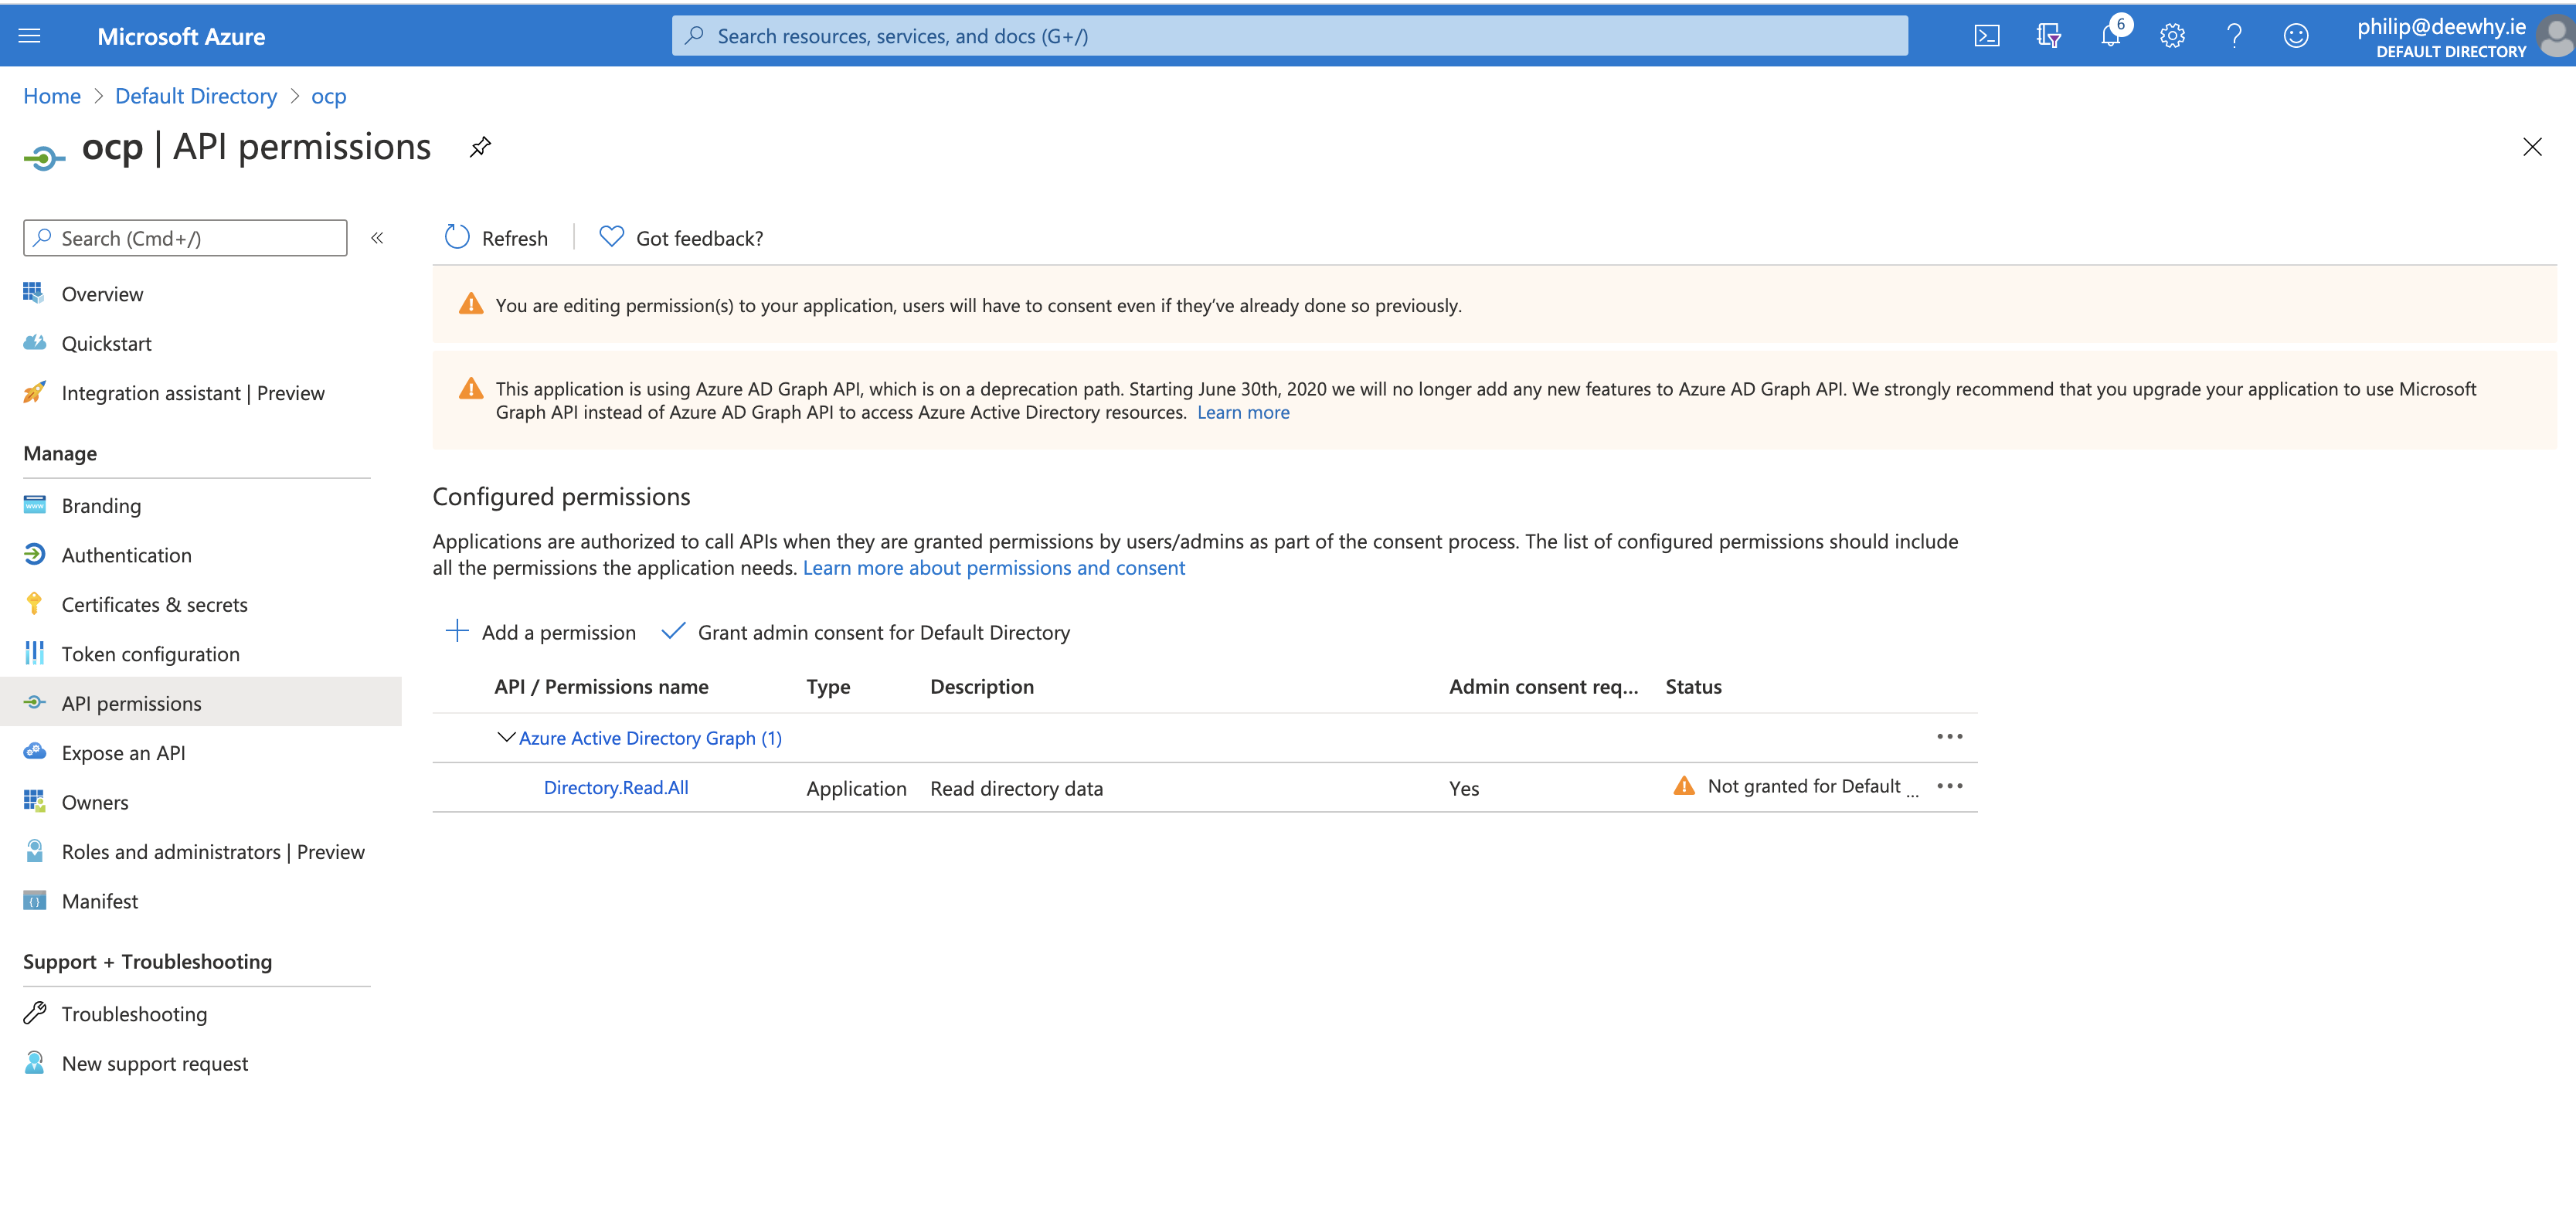 Microsoft Azure
Search resources, services, and docs (G+/)
6
philip@deewhy.ie
DEFAULT DIRECTORY
Home > Default Directory > ocp
ocp | API permissions
Search (Cmd+/)
«
Refresh
Got feedback?
Overview
Quickstart
Integration assistant | Preview
Manage
Branding
Authentication
Certificates & secrets
Token configuration
API permissions
Expose an API
Owners
Roles and administrators | Preview
Manifest
Support + Troubleshooting
Troubleshooting
New support request
You are editing permission(s) to your application, users will have to consent even if they’ve already done so previously.
This application is using Azure AD Graph API, which is on a deprecation path. Starting June 30th, 2020 we will no longer add any new features to Azure AD Graph API. We strongly recommend that you upgrade your application to use Microsoft
Graph API instead of Azure AD Graph API to access Azure Active Directory resources. Learn more
Configured permissions
Applications are authorized to call APIs when they are granted permissions by users/admins as part of the consent process. The list of configured permissions should include
all the permissions the application needs. Learn more about permissions and consent
Add a permission
Grant admin consent for Default Directory
API / Permissions name Type Description Admin consent req... Status
Azure Active Directory Graph (1)
Directory.Read.All Application Read directory data Yes Not granted for Default ...